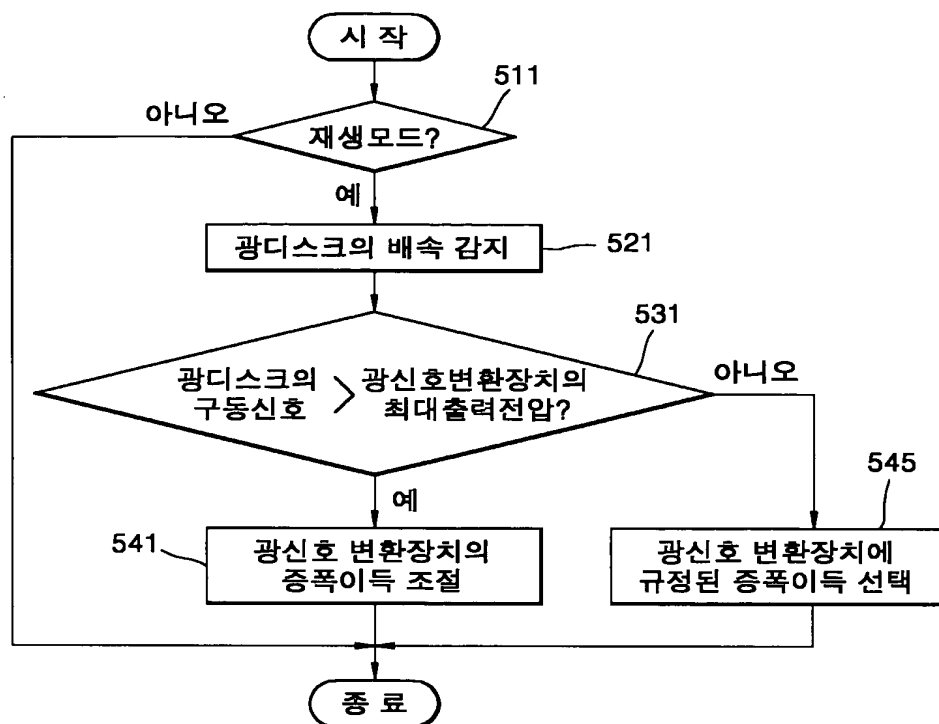 시 작
511
아니오
재생모드?
예
광디스크의 배속 감지
521
531
광디스크의 구동신호 > 광신호변환장치의 최대출력전압?
아니오
예
545
541
광신호 변환장치의
증폭이득 조절
광신호 변환장치에
규정된 증폭이득 선택
종 료